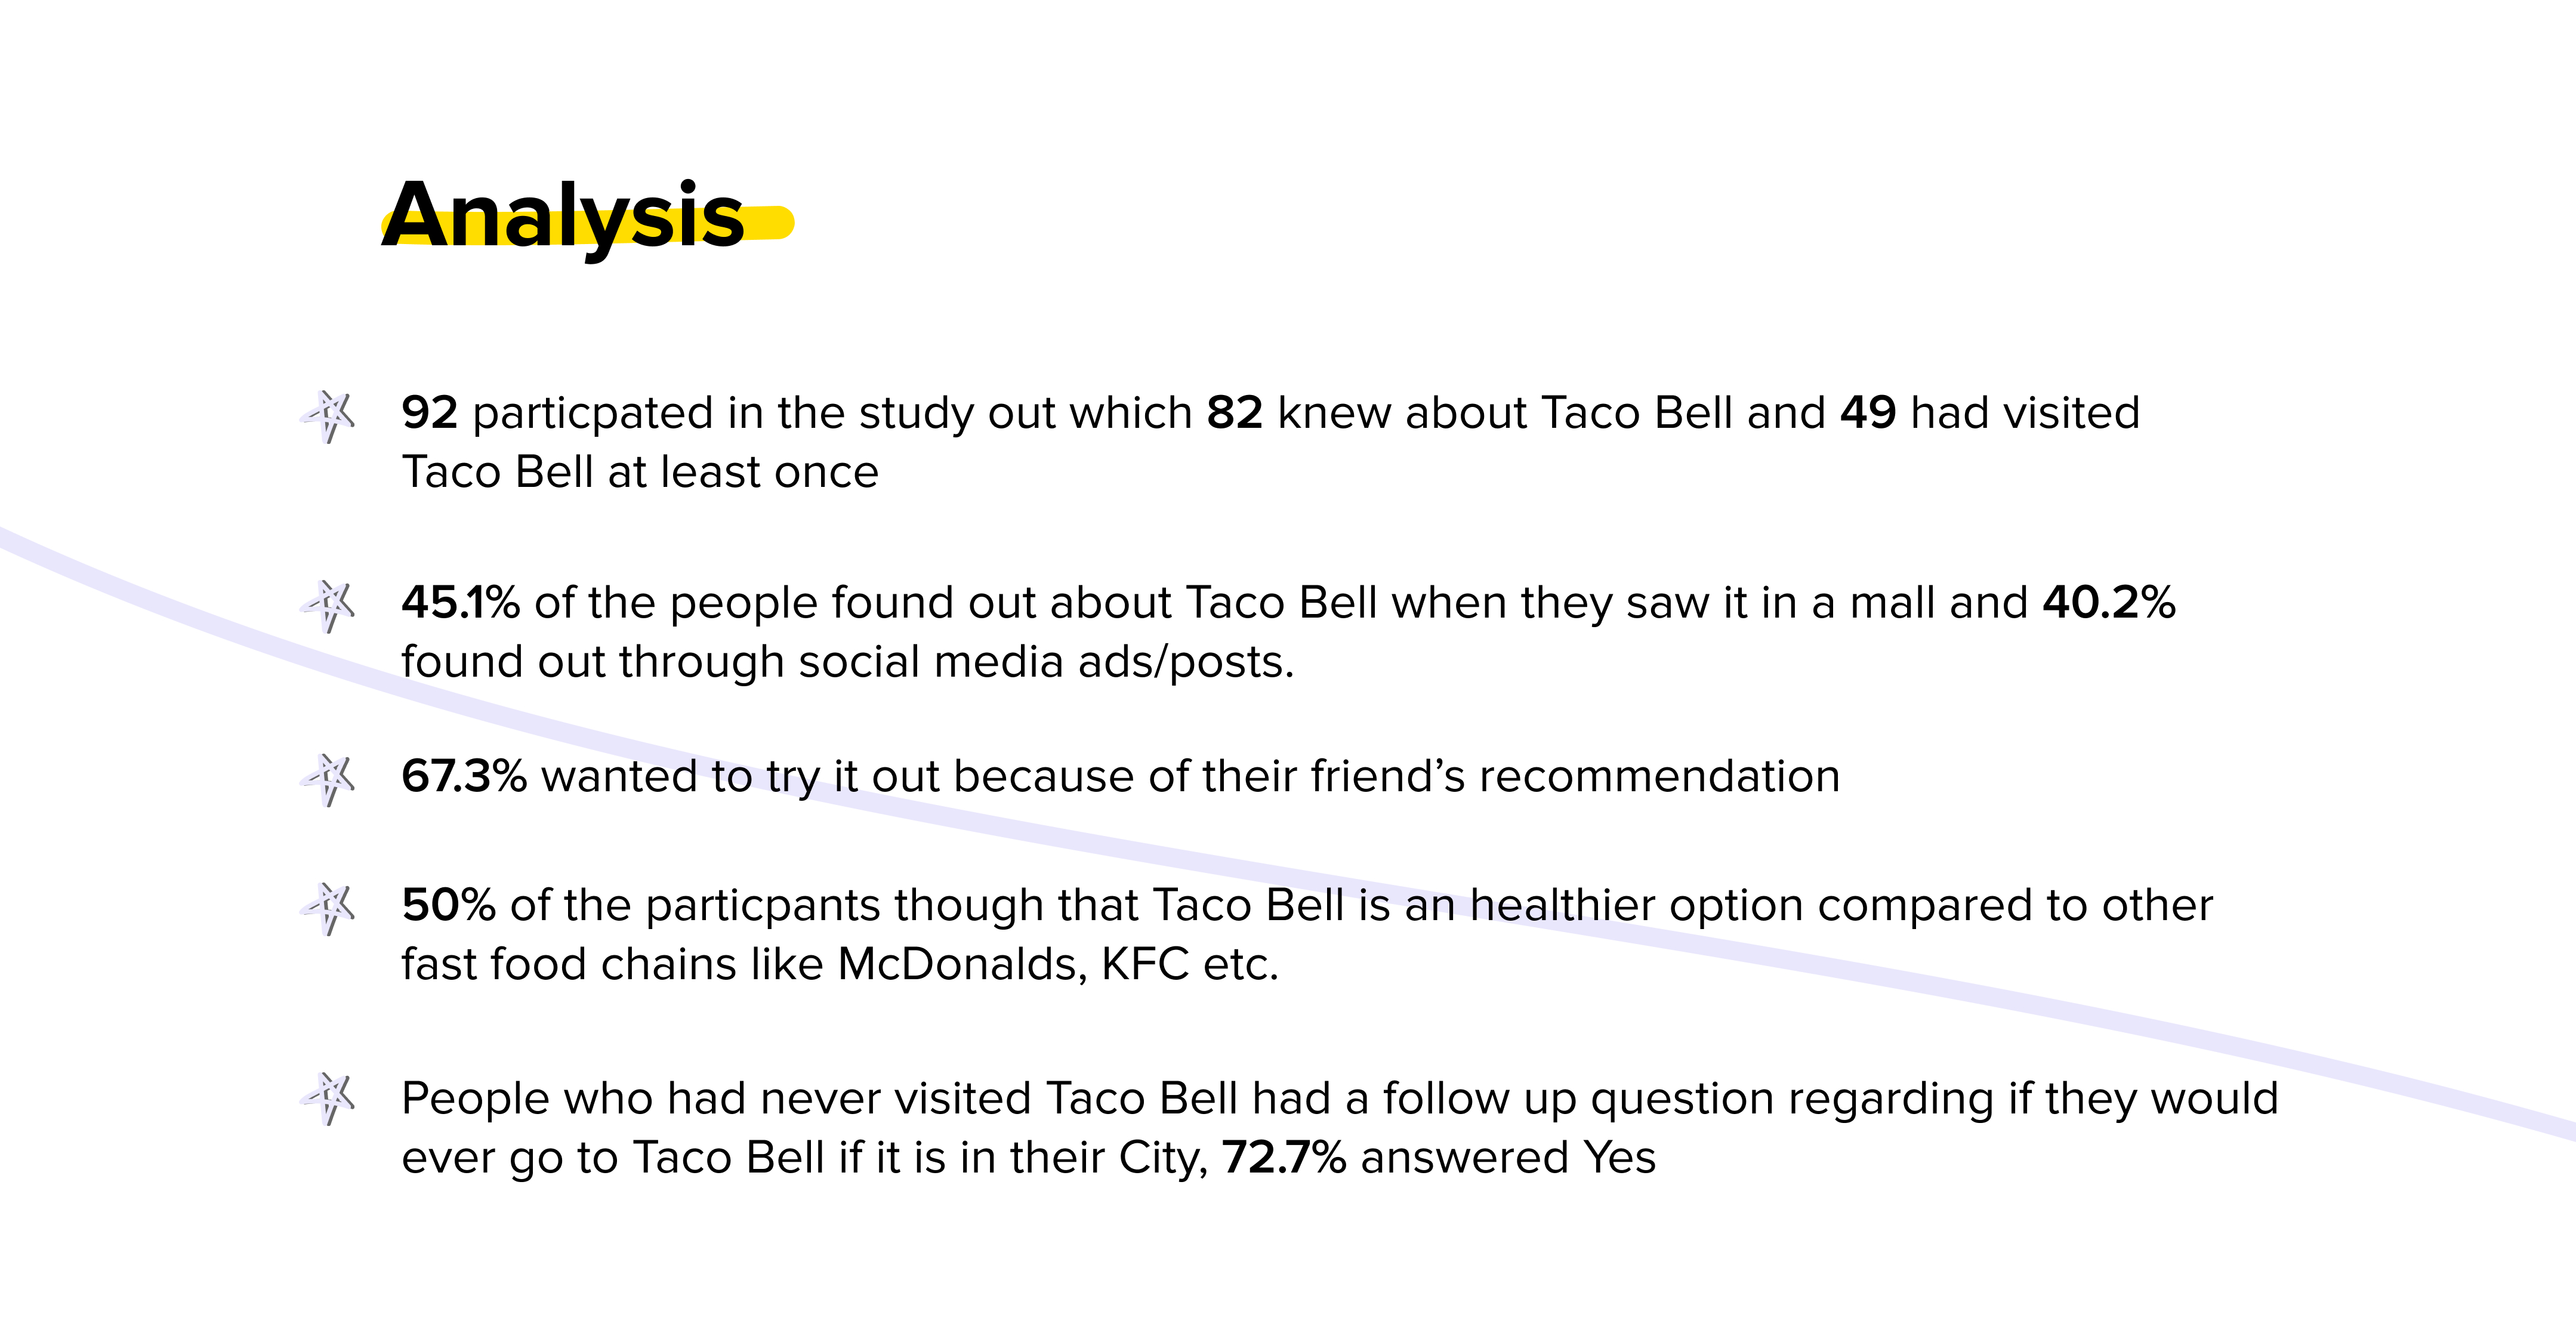 Analysis
92 particpated in the study out which 82 knew about Taco Bell and 49 had visited
Taco Bell at least once
45.1% of the people found out about Taco Bell when they saw it in a mall and 40.2%
found out through social media ads/posts.
67.3% wanted to try it out because of their friend’s recommendation
50% of the particpants though that Taco Bell is an healthier option compared to other
fast food chains like McDonalds, KFC etc.
People who had never visited Taco Bell had a follow up question regarding if they would
ever go to Taco Bell if it is in their City, 72.7% answered Yes